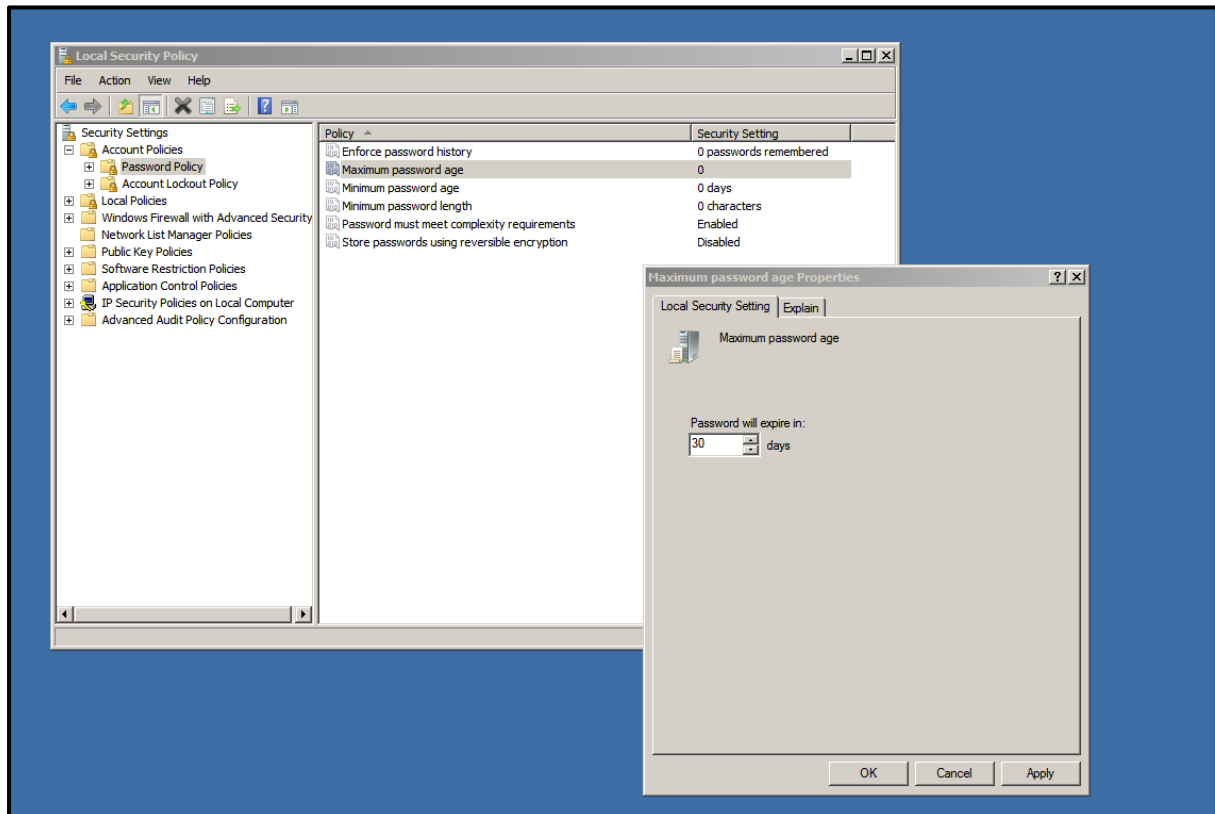 Local Security Policy
File Action View Help
Security Settings
Account Policies
Password Policy
Account Lockout Policy
Local Policies
Windows Firewall with Advanced Security
Network List Manager Policies
Public Key Policies
Software Restriction Policies
Application Control Policies
IP Security Policies on Local Computer
Advanced Audit Policy Configuration
Policy Security Setting
Enforce password history 0 passwords remembered
Maximum password age 0
Minimum password age 0 days
Minimum password length 0 characters
Password must meet complexity requirements Enabled
Store passwords using reversible encryption Disabled
Maximum password age Properties
Local Security Setting Explain
Maximum password age
Password will expire in:
30 days
OK Cancel Apply